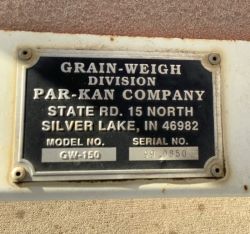 GRAIN-WEIGH
DIVISION
PAR-KAN COMPANY
STATE RD. 15 NORTH
SILVER LAKE, IN 46982
MODEL NO. SERIAL NO.
GW-150